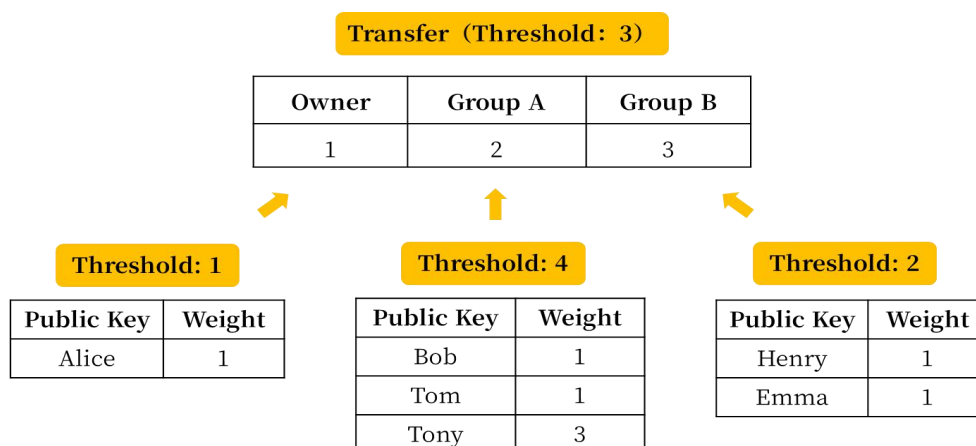 Transfer（Threshold：3）
Owner Group A Group B
1 2 3
Threshold: 1
Threshold: 4
Threshold: 2
Public Key Weight
Alice 1
Public Key Weight
Bob 1
Tom 1
Tony 3
Public Key Weight
Henry 1
Emma 1